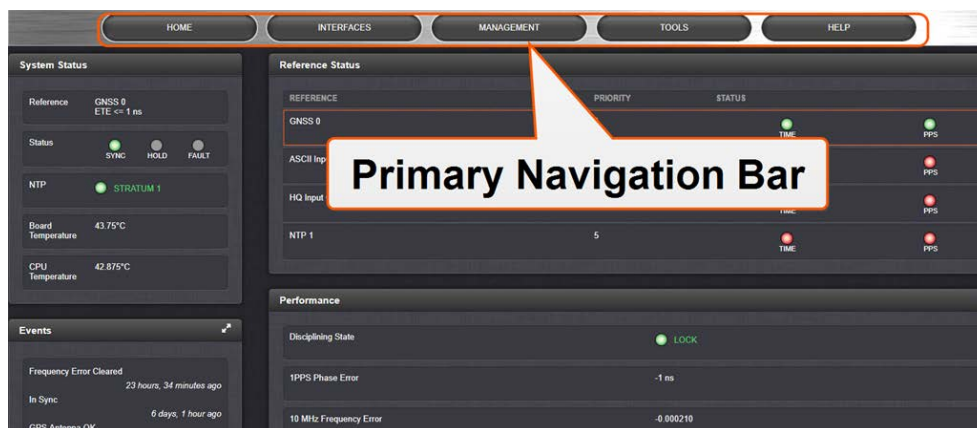 HOME INTERFACES MANAGEMENT TOOLS HELP
System Status
Reference GNSS 0
ETE <= 1 ns
Status
SYNC HOLD FAULT
NTP STRATUM 1
Board
Temperature 43.75°C
CPU
Temperature 42.875°C
Events
Frequency Error Cleared
23 hours, 34 minutes ago
In Sync
6 days, 1 hour ago
GPS Antenna OK
Reference Status
REFERENCE PRIORITY STATUS
GNSS 0
TIME PPS
ASCII
PPS
HQ Input
TIME PPS
NTP 1 5
TIME PPS
Primary Navigation Bar
Performance
Disciplining State LOCK
1PPS Phase Error -1 ns
10 MHz Frequency Error -0.000210